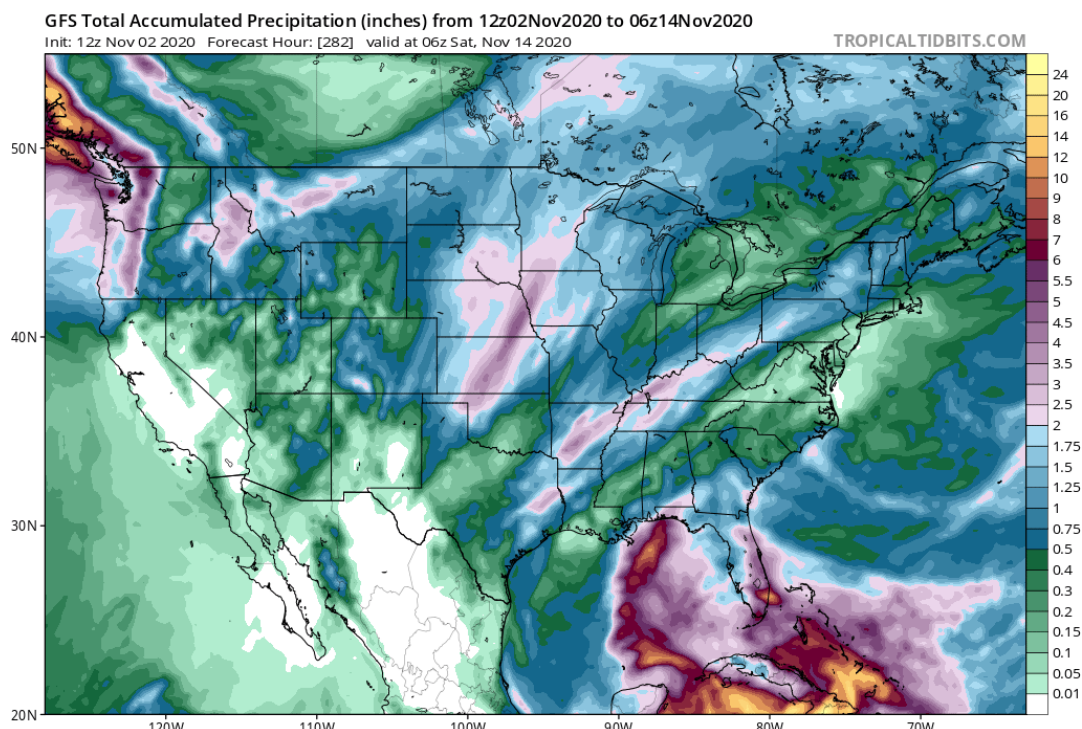 GFS Total Accumulated Precipitation (inches) from 12z02Nov2020 to 06z14Nov2020
Init: 12z Nov 02 2020 Forecast Hour: [282] valid at 06z Sat, Nov 14 2020
TROPICALTIDBITS.COM
50N
40N
30N
20N
120W
110W
100W
90W
80W
70W
24
20
16
14
12
10
9
8
7
6
5.5
5
4.5
4
3.5
3
2.5
2
1.75
1.5
1.25
1
0.75
0.5
0.4
0.3
0.2
0.15
0.1
0.05
0.01